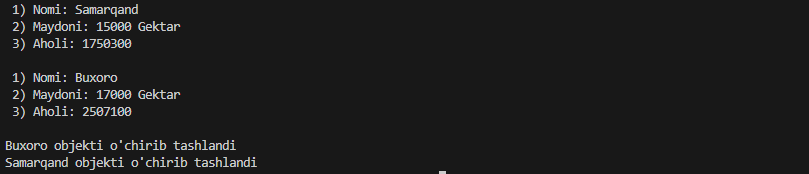 1) Nomi: Samarqand
2) Maydoni: 15000 Gektar
3) Aholi: 1750300
1) Nomi: Buxoro
2) Maydoni: 17000 Gektar
3) Aholi: 2507100
Buxoro objekti o'chirib tashlandi
Samarqand objekti o'chirib tashlandi